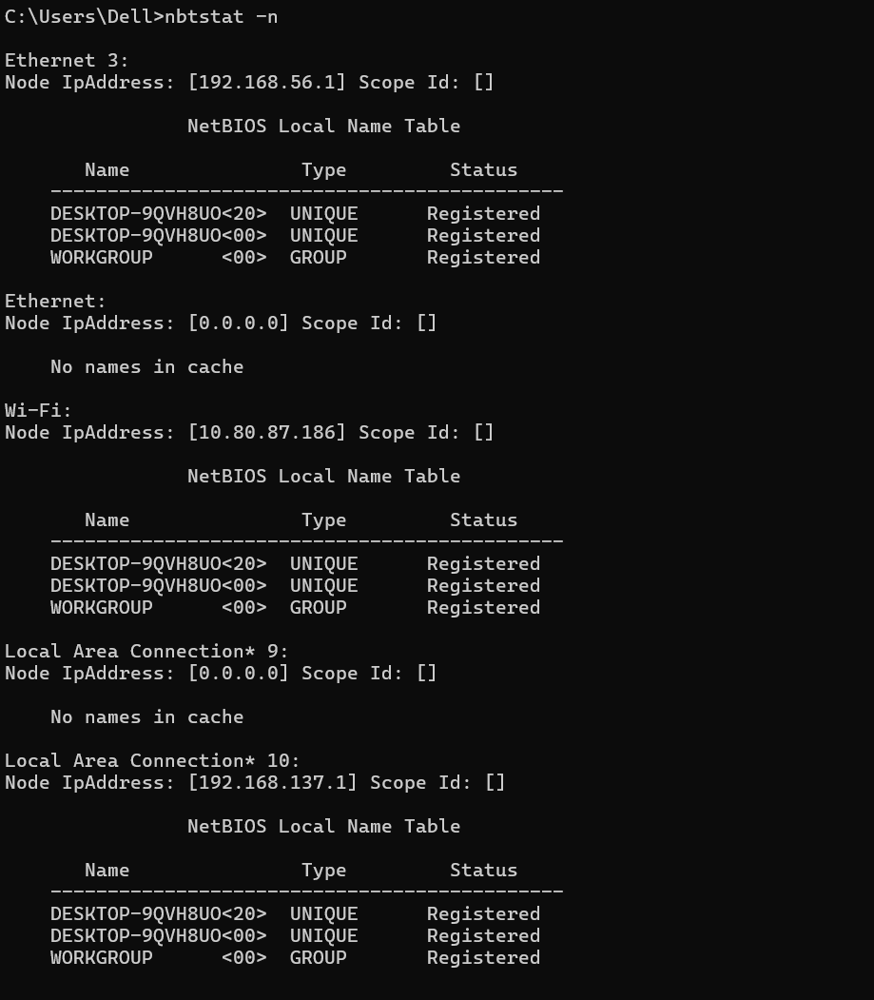 C:\Users\Dell>nbtstat -n
Ethernet 3:
Node IpAddress: [192.168.56.1] Scope Id: []
NetBIOS Local Name Table
Name Type Status
---------------------------------------------
DESKTOP-9QVH8UO<20> UNIQUE Registered
DESKTOP-9QVH8UO<00> UNIQUE Registered
WORKGROUP <00> GROUP Registered
Ethernet:
Node IpAddress: [0.0.0.0] Scope Id: []
No names in cache
Wi-Fi:
Node IpAddress: [10.80.87.186] Scope Id: []
NetBIOS Local Name Table
Name Type Status
---------------------------------------------
DESKTOP-9QVH8UO<20> UNIQUE Registered
DESKTOP-9QVH8UO<00> UNIQUE Registered
WORKGROUP <00> GROUP Registered
Local Area Connection* 9:
Node IpAddress: [0.0.0.0] Scope Id: []
No names in cache
Local Area Connection* 10:
Node IpAddress: [192.168.137.1] Scope Id: []
NetBIOS Local Name Table
Name Type Status
---------------------------------------------
DESKTOP-9QVH8UO<20> UNIQUE Registered
DESKTOP-9QVH8UO<00> UNIQUE Registered
WORKGROUP <00> GROUP Registered